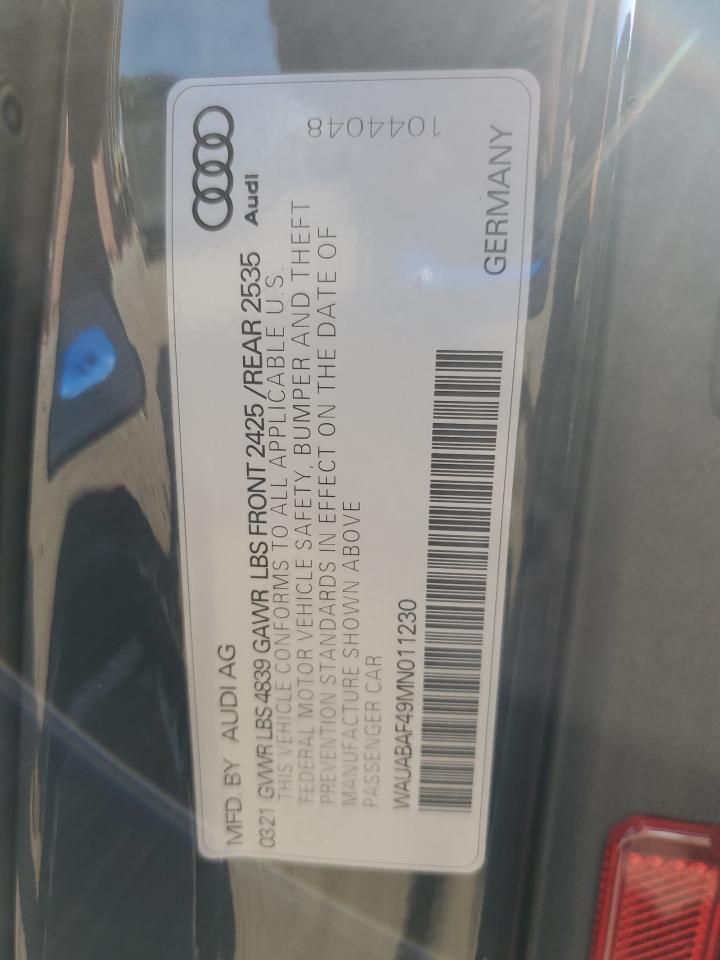 MFD. BY AUDI AG
Audi
0321 GVWR LBS 4839 GAWR LBS FRONT 2425 /REAR 2535
THIS VEHICLE CONFORMS TO ALL APPLICABLE U.S.
FEDERAL MOTOR VEHICLE SAFETY, BUMPER AND THEFT
PREVENTION STANDARDS IN EFFECT ON THE DATE OF
MANUFACTURE SHOWN ABOVE
PASSENGER CAR
WAUABAF49MN011230
GERMANY
1044048